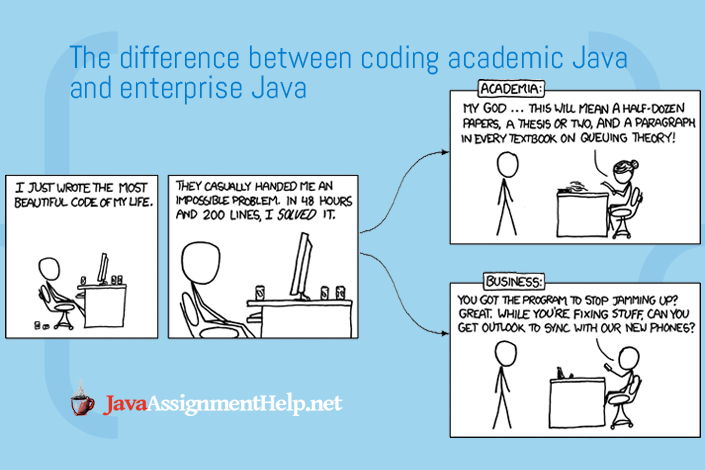 The difference between coding academic Java
and enterprise Java
I JUST WROTE THE MOST
BEAUTIFUL CODE OF MY LIFE.
THEY CASUALLY HANDED ME AN
IMPOSSIBLE PROBLEM. IN 48 HOURS
AND 200 LINES, I SOLVED IT.
ACADEMIA:
MY GOD ... THIS WILL MEAN A HALF-DOZEN
PAPERS, A THESIS OR TWO, AND A PARAGRAPH
IN EVERY TEXTBOOK ON QUEUING THEORY!
BUSINESS:
YOU GOT THE PROGRAM TO STOP JAMMING UP?
GREAT. WHILE YOU'RE FIXING STUFF, CAN YOU
GET OUTLOOK TO SYNC WITH OUR NEW PHONES?
JavaAssignmentHelp.net